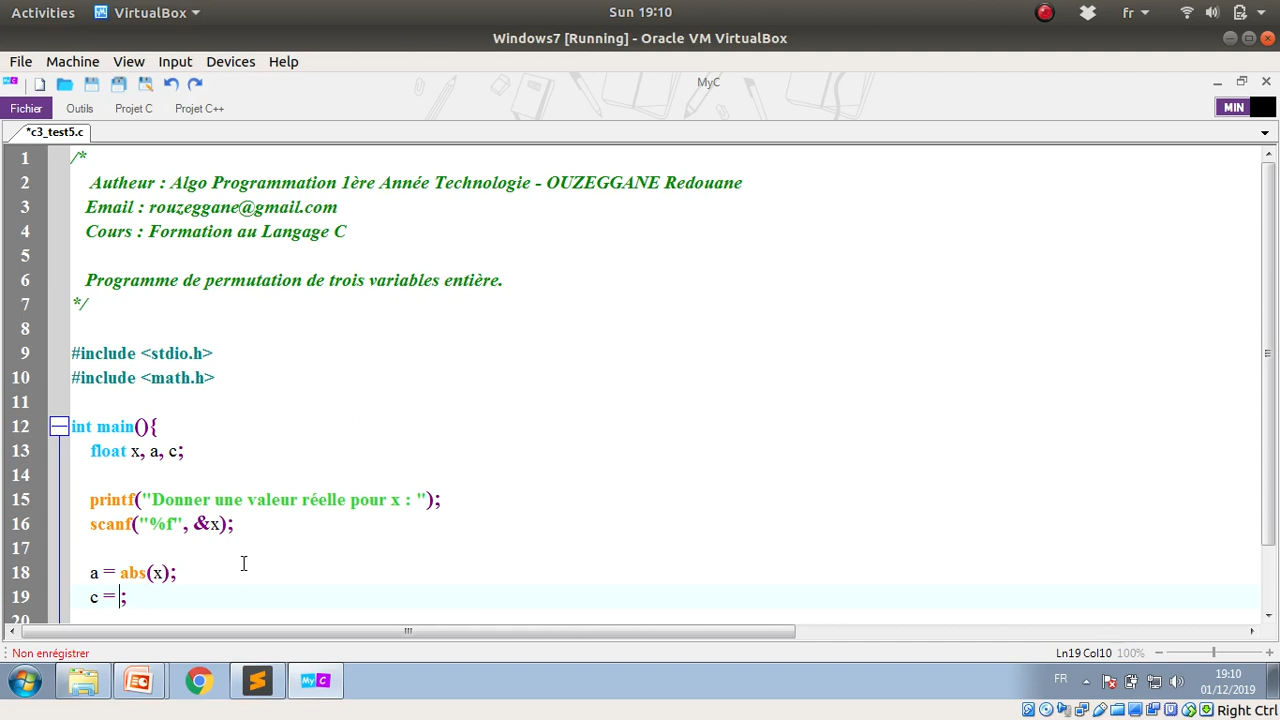 Activities VirtualBox Sun 19:10 fr
Windows7 [Running] - Oracle VM VirtualBox
File Machine View Input Devices Help
MyC
Fichier Outils Projet C Projet C++ MIN
*c3_test5.c
1 /*
2 Autheur : Algo Programmation 1ère Année Technologie - OUZEGGANE Redouane
3 Email : rouzeggane@gmail.com
4 Cours : Formation au Langage C
5
6 Programme de permutation de trois variables entière.
7 */
8
9 #include <stdio.h>
10 #include <math.h>
11
12 int main(){
13 float x, a, c;
14
15 printf("Donner une valeur réelle pour x : ");
16 scanf("%f", &x);
17
18 a = abs(x);
19 c = ;
20
Non enregistrer Ln19 Col10 100%
MyC FR 19:10
01/12/2019
Right Ctrl